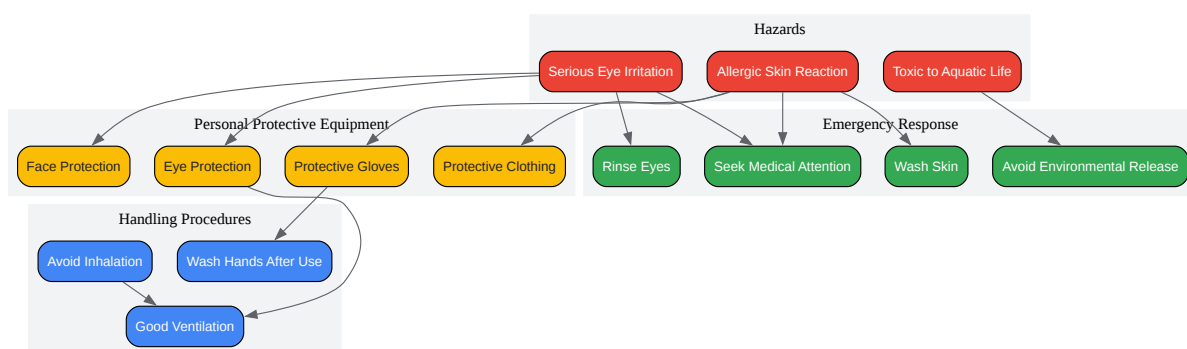 Hazards
Serious Eye Irritation
Allergic Skin Reaction
Toxic to Aquatic Life
Personal Protective Equipment
Emergency Response
Face Protection
Eye Protection
Protective Gloves
Protective Clothing
Rinse Eyes
Seek Medical Attention
Wash Skin
Avoid Environmental Release
Handling Procedures
Avoid Inhalation
Wash Hands After Use
Good Ventilation